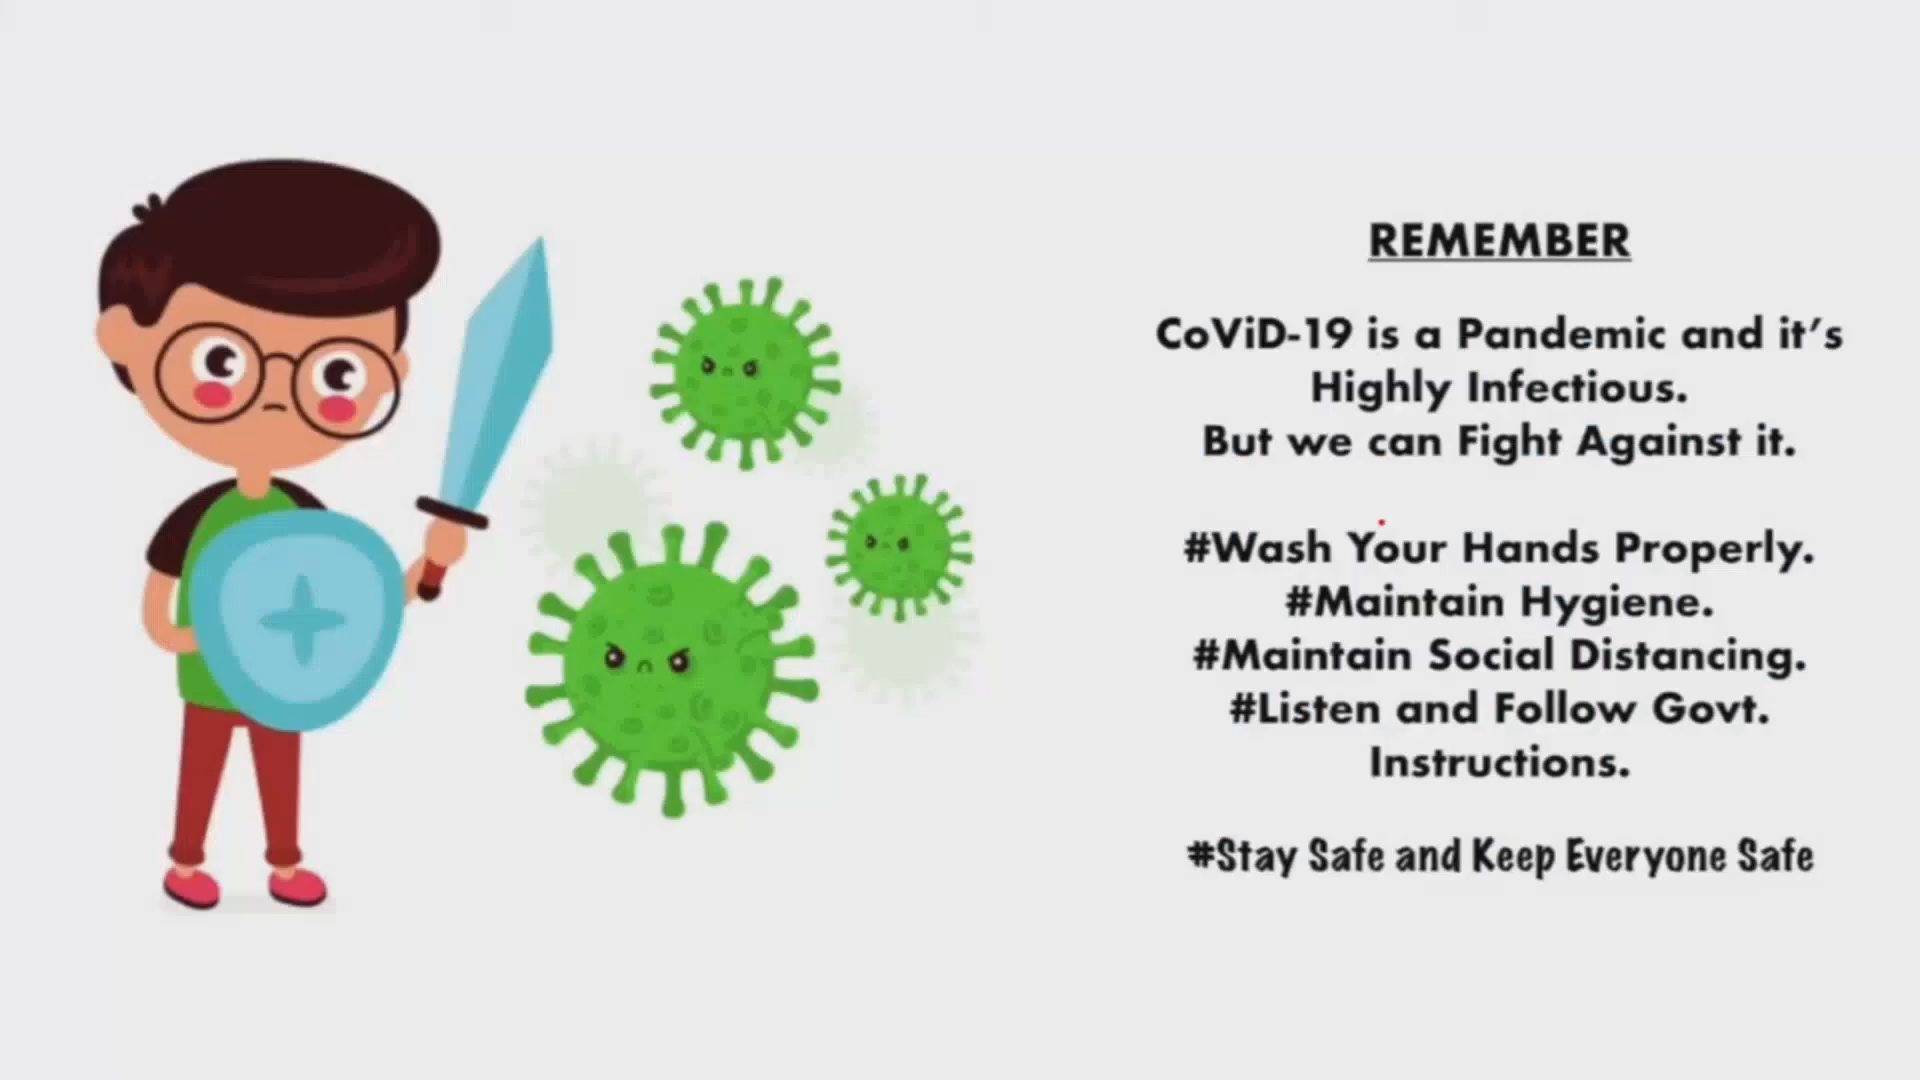 REMEMBER
CoViD-19 is a Pandemic and it's
Highly Infectious.
But we can Fight Against it.
#Wash Your Hands Properly.
#Maintain Hygiene.
#Maintain Social Distancing.
#Listen and Follow Govt.
Instructions.
#Stay Safe and Keep Everyone Safe